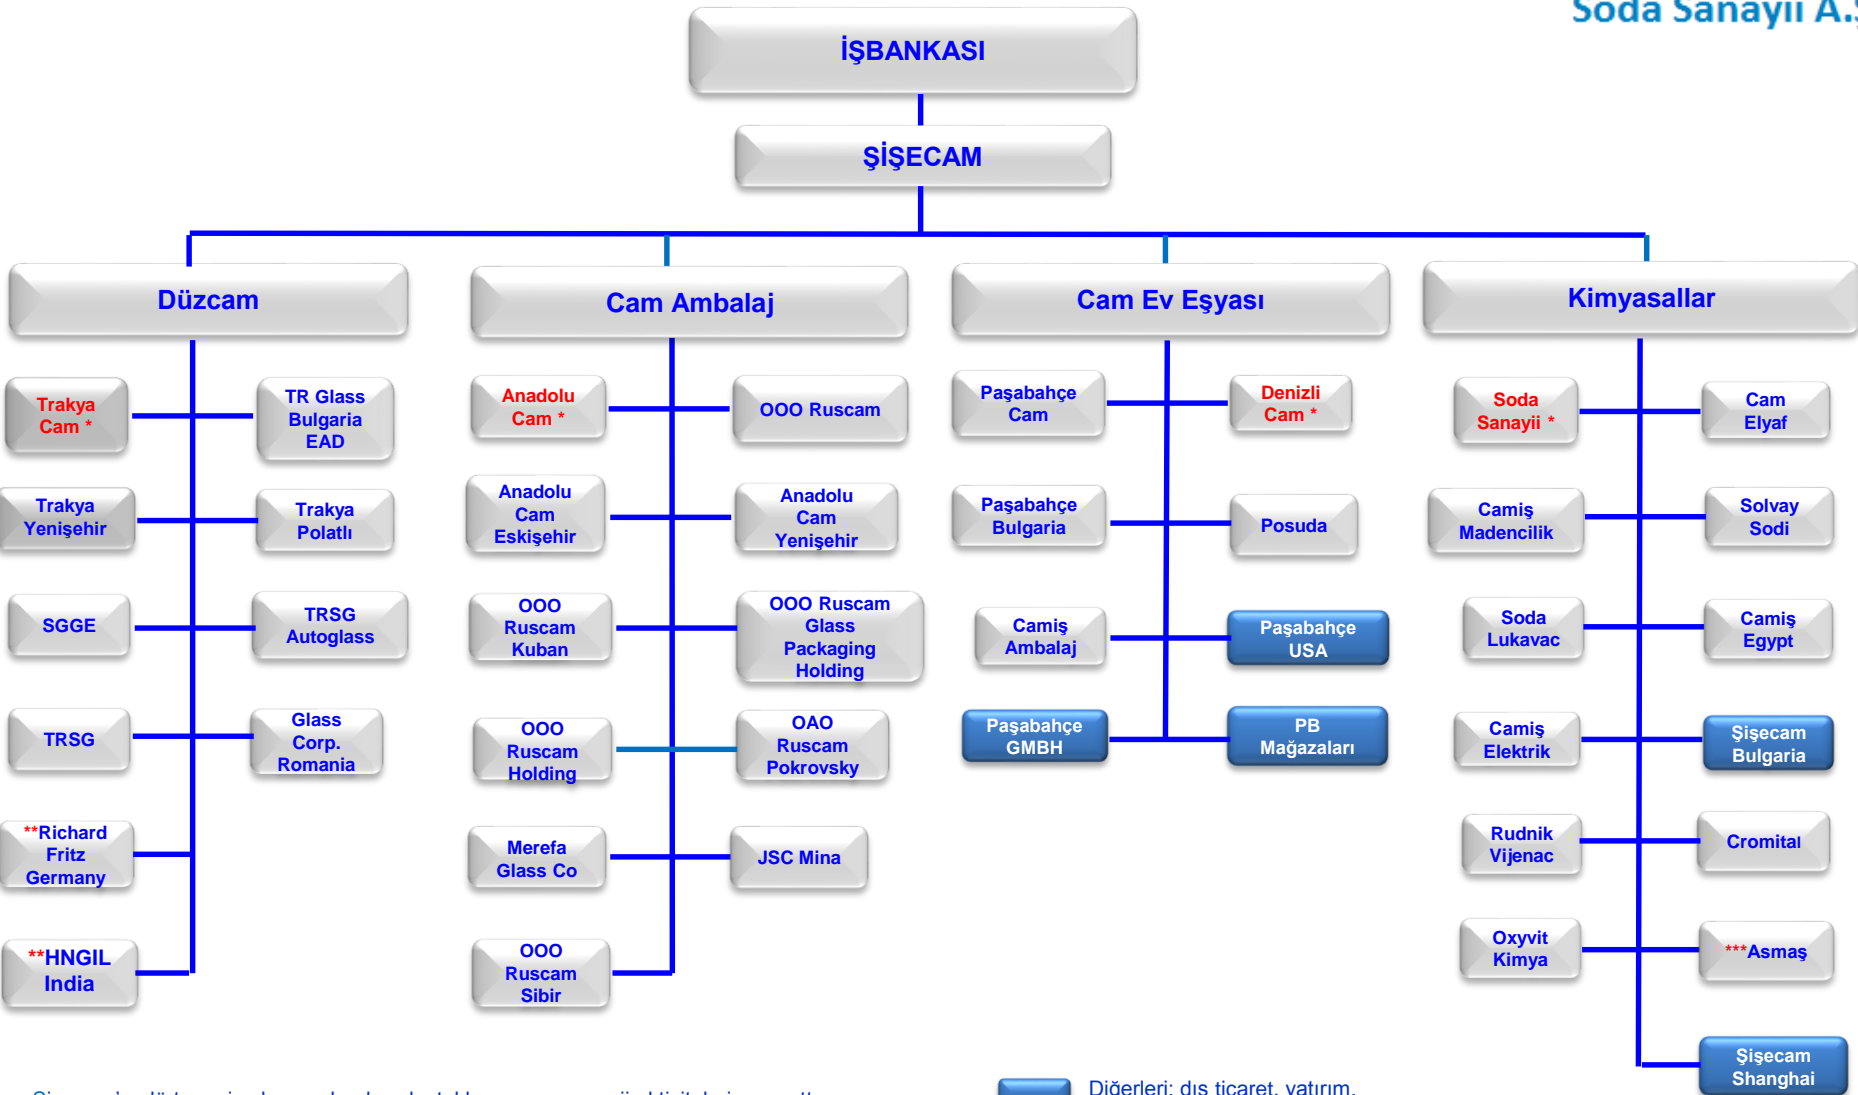 Soda Sanayii A.Ş
İŞBANKASI
ŞİŞECAM
Düzcam
Cam Ambalaj
Cam Ev Eşyası
Kimyasallar
Trakya
Cam *
TR Glass
Bulgaria
EAD
Trakya
Yenişehir
Trakya
Polatlı
SGGE
TRSG
Autoglass
TRSG
Glass
Corp.
Romania
**Richard
Fritz
Germany
**HNGIL
India
Anadolu
Cam *
OOO Ruscam
Anadolu
Cam
Eskişehir
Anadolu
Cam
Yenişehir
OOO
Ruscam
Kuban
OOO Ruscam
Glass
Packaging
Holding
OOO
Ruscam
Holding
OAO
Ruscam
Pokrovsky
Merefa
Glass Co
JSC Mina
OOO
Ruscam
Sibir
Paşabahçe
Cam
Denizli
Cam *
Paşabahçe
Bulgaria
Posuda
Camiş
Ambalaj
Paşabahçe
USA
Paşabahçe
GMBH
PB
Mağazaları
Soda
Sanayii *
Cam
Elyaf
Camiş
Madencilik
Solvay
Sodi
Soda
Lukavac
Camiş
Egypt
Camiş
Elektrik
Şişecam
Bulgaria
Rudnik
Vijenac
Cromital
Oxyvit
Kimya
***Asmaş
Şişecam
Shanghai
Diğerleri: dış ticaret, yatırım,